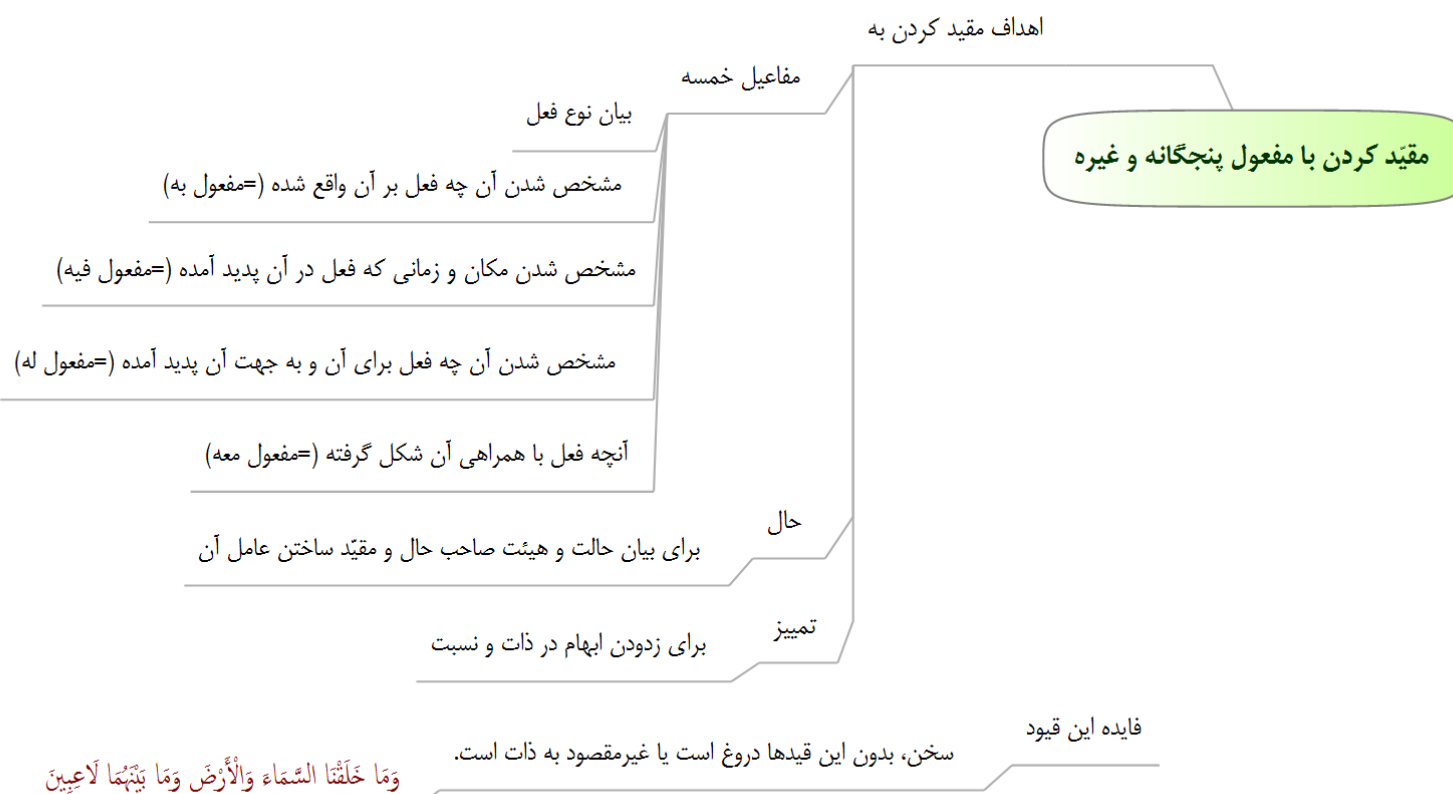 مقیّد کردن با مفعول پنجگانه و غیره
اهداف مقید کردن به
مفاعیل خمسه
بیان نوع فعل
مشخص شدن آن چه فعل بر آن واقع شده (=مفعول به)
مشخص شدن مکان و زمانی که فعل در آن پدید آمده (=مفعول فیه)
مشخص شدن آن چه فعل برای آن و به جهت آن پدید آمده (=مفعول له)
آنچه فعل با همراهی آن شکل گرفته (=مفعول معه)
حال
برای بیان حالت و هیئت صاحب حال و مقیّد ساختن عامل آن
تمییز
برای زدودن ابهام در ذات و نسبت
فایده این قیود
سخن، بدون این قیدها دروغ است یا غیرمقصود به ذات است.
وَمَا خَلَقْنَا السَّمَاءَ وَالْأَرْضَ وَمَا بَيْنَهُمَا لَاعِبِينَ